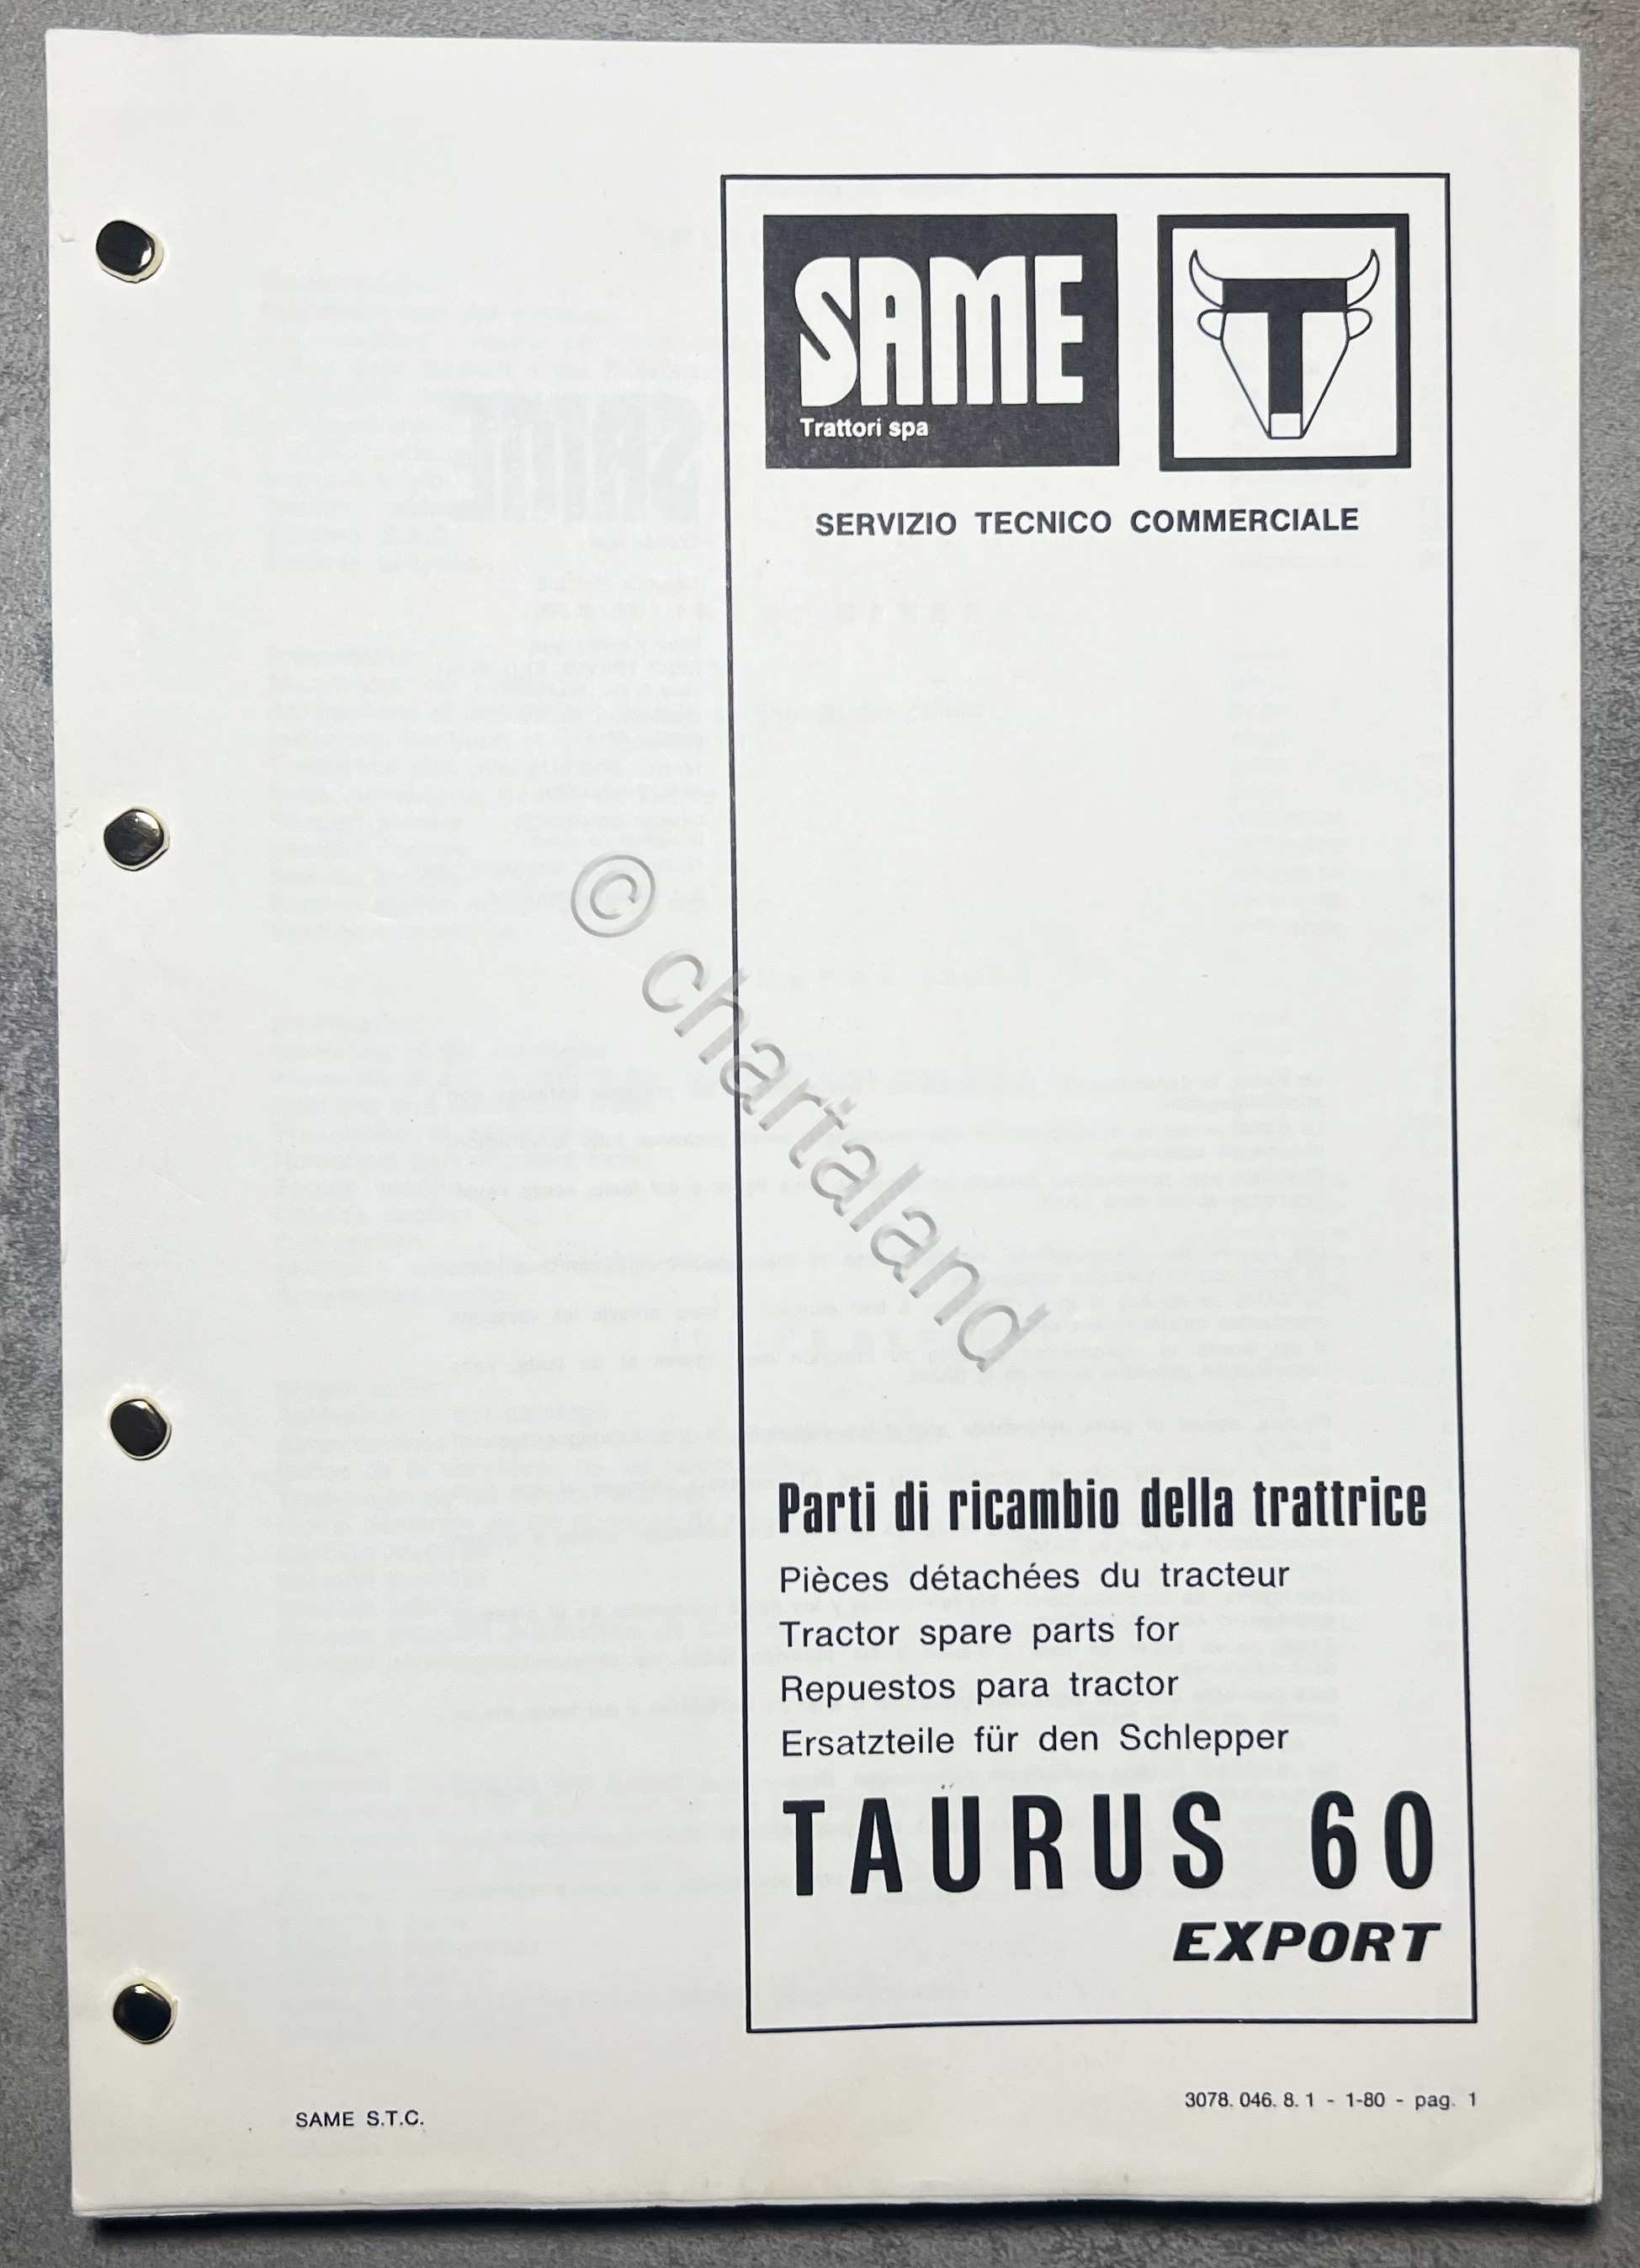 SAME
Trattori spa
T
SERVIZIO TECNICO COMMERCIALE
© chartaland
Parti di ricambio della trattrice
Pièces détachées du tracteur
Tractor spare parts for
Repuestos para tractor
Ersatzteile für den Schlepper
TAURUS 60
EXPORT
3078.046.8.1 - 1-80 - pag. 1
SAME S.T.C.